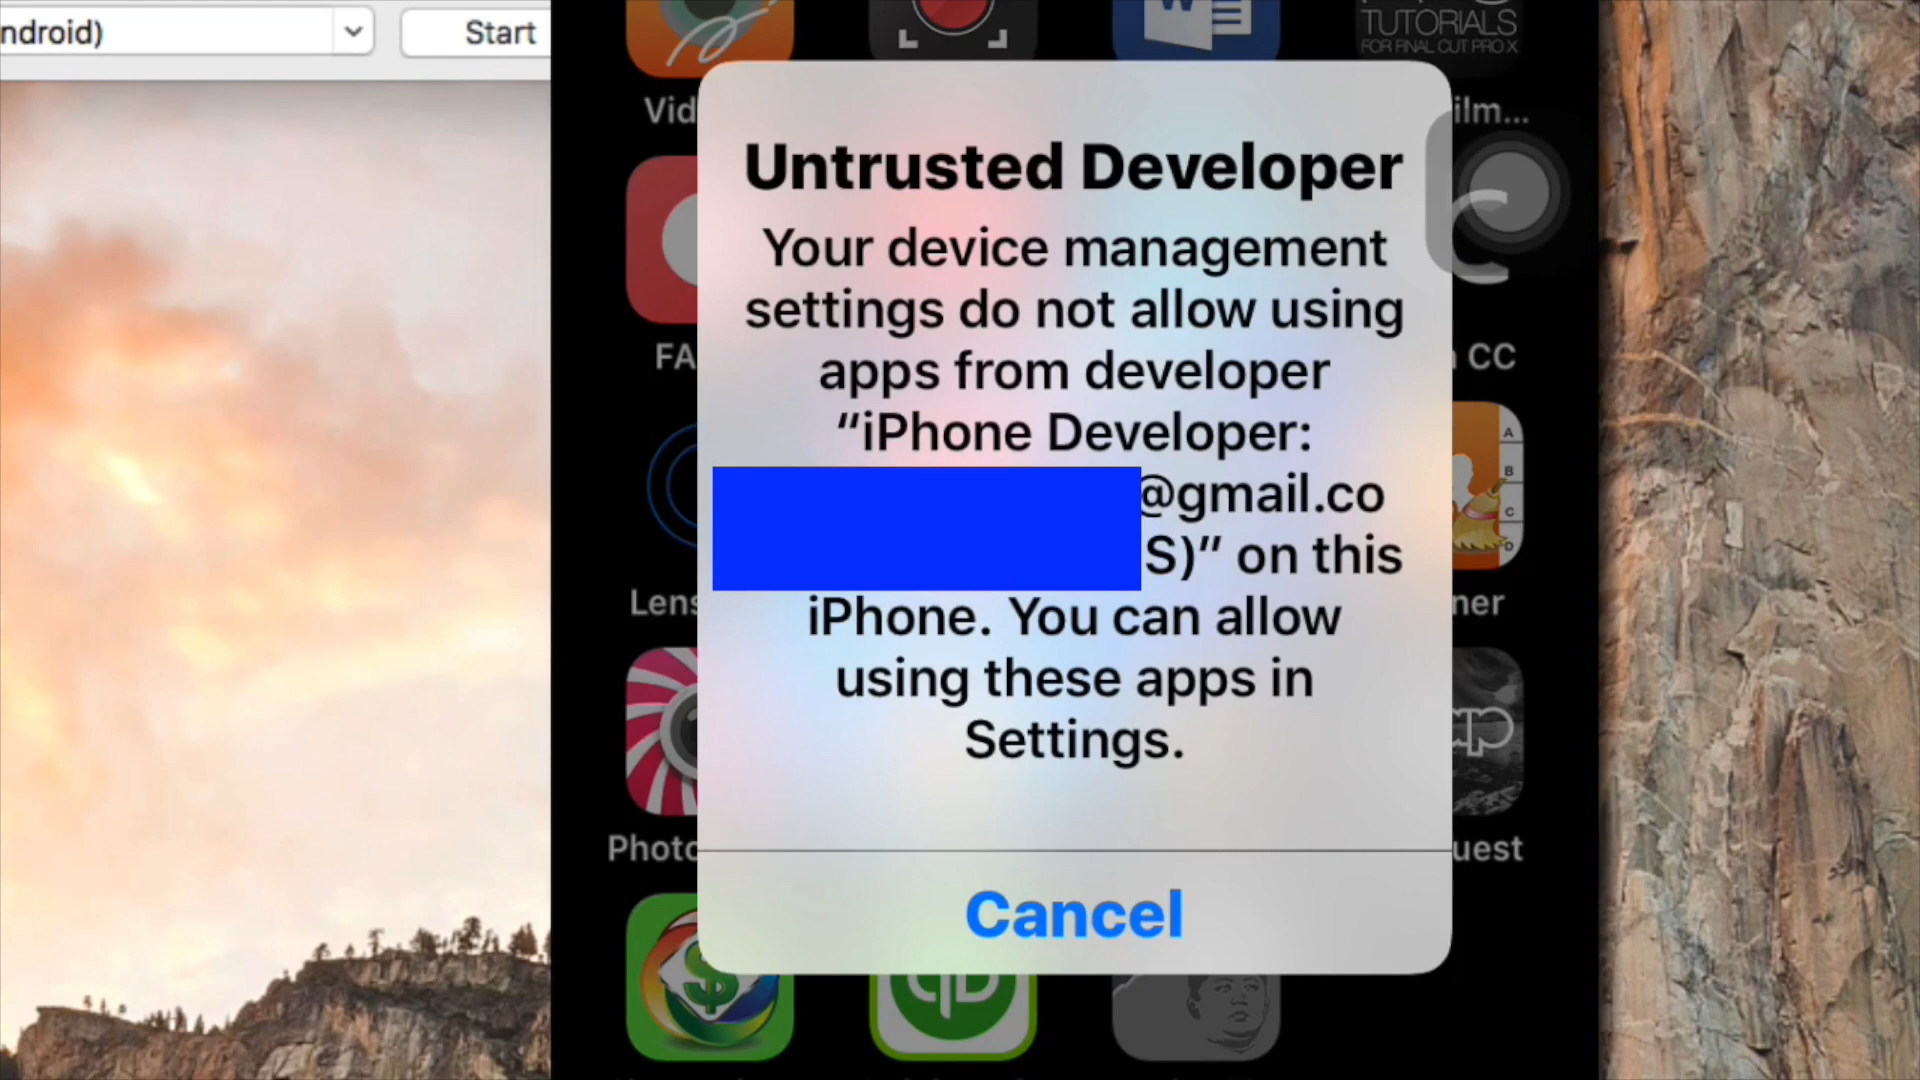 ndroid)
Start
W
TUTORIALS
FOR FINAL CUT PRO X
Vid
ilm...
Untrusted Developer
Your device management
settings do not allow using
apps from developer
“iPhone Developer:
@gmail.co
S)” on this
iPhone. You can allow
using these apps in
Settings.
Cancel
C
FA
CC
A
B
C
D
Lens
ner
Photo
uest
$
qb